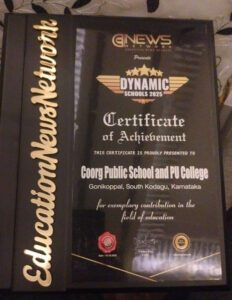 EducationNewsNetwork
eNEWS
NETWORK
Presents
DYNAMIC
SCHOOLS 2025
Certificate
of Achievement
THIS CERTIFICATE IS PROUDLY PRESENTED TO
Coorg Public School and PU College
Gonikoppal, South Kodagu, Karnataka
for exemplary contribution in the
field of education